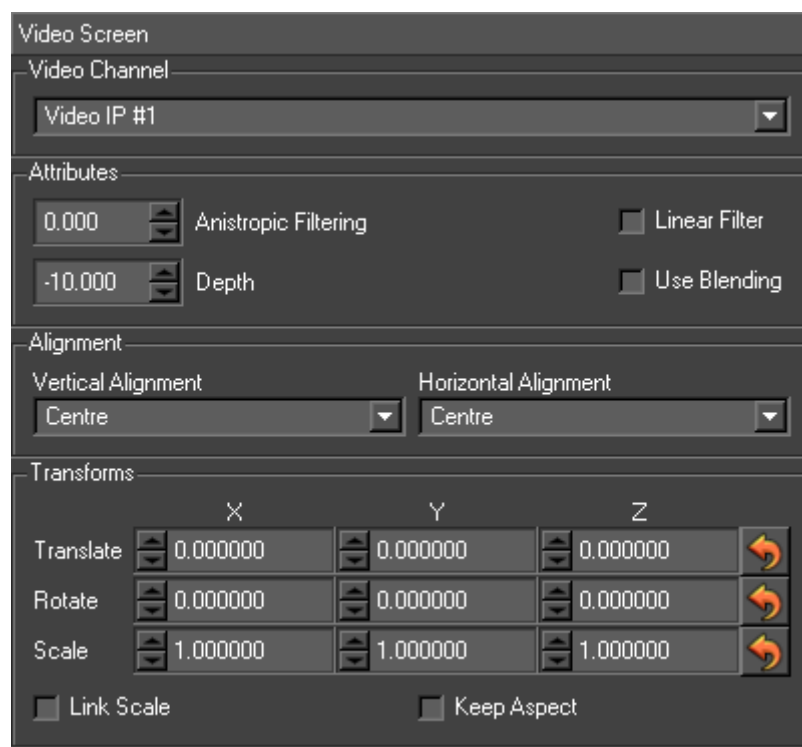 Video Screen
Video Channel
Video IP #1
Attributes
0.000 Anistropic Filtering Linear Filter
-10.000 Depth Use Blending
Alignment
Vertical Alignment Horizontal Alignment
Centre Centre
Transforms
X Y Z
Translate 0.000000 0.000000 0.000000
Rotate 0.000000 0.000000 0.000000
Scale 1.000000 1.000000 1.000000
Link Scale Keep Aspect